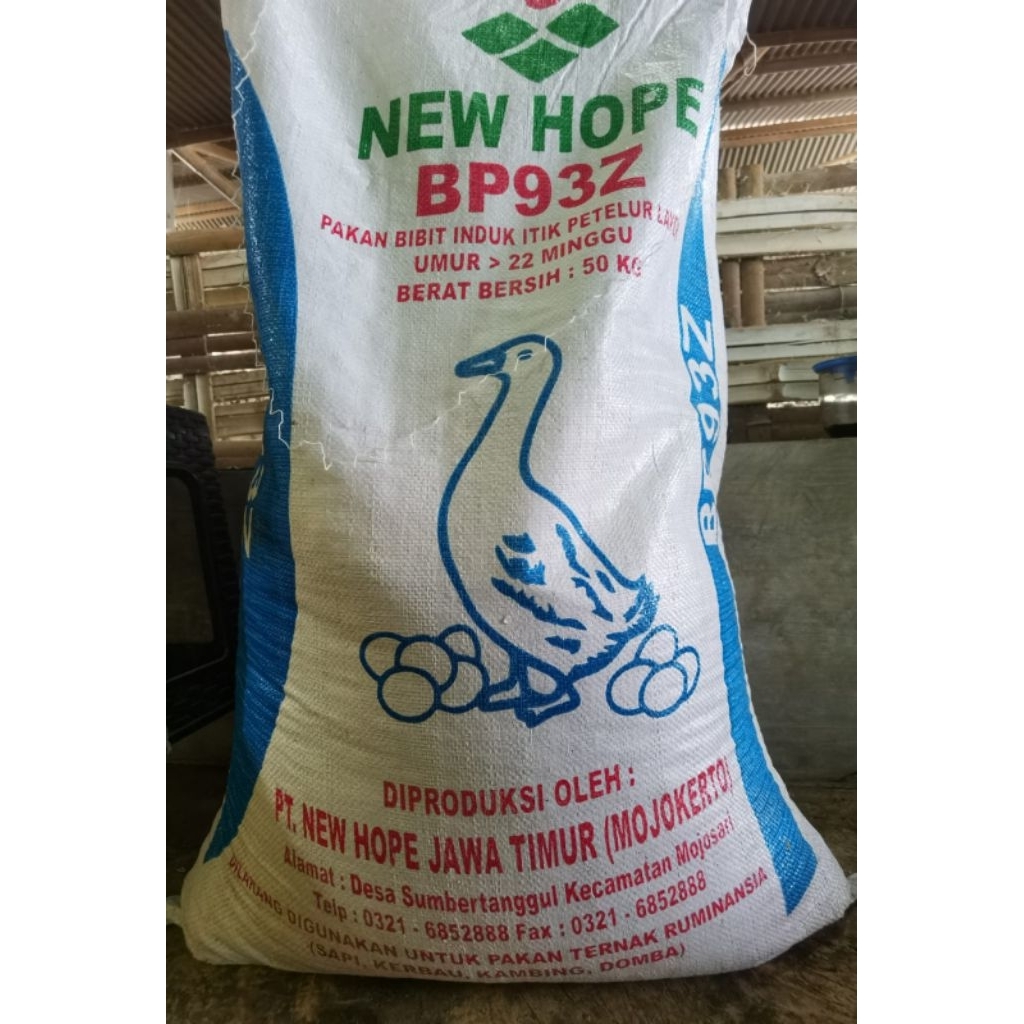 NEW HOPE
BP93Z
PAKAN BIBIT INDUK ITIK PETELUR
UMUR > 22 MINGGU
BERAT BERSIH : 50 KG
DIPRODUKSI OLEH :
PT. NEW HOPE JAWA TIMUR (MOJOKERTO)
Alamat : Desa Sumbertanggul Kecamatan Mojosari
Telp : 0321 - 6852888 Fax : 0321 - 6852888
DILARANG DIGUNAKAN UNTUK PAKAN TERNAK RUMINANSIA
(SAPI, KERBAU, KAMBING, DOMBA)